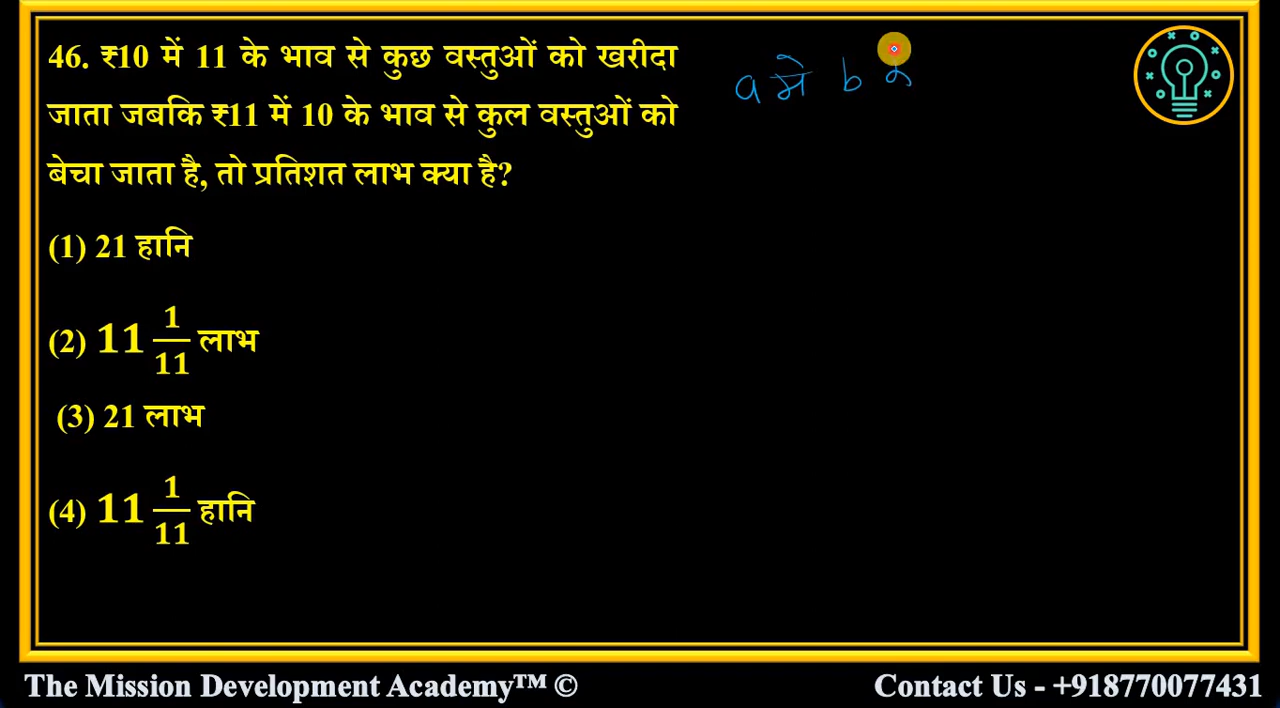 46. ₹10 में 11 के भाव से कुछ वस्तुओं को खरीदा
जाता जबकि ₹11 में 10 के भाव से कुल वस्तुओं को
बेचा जाता है, तो प्रतिशत लाभ क्या है?
a मे b
(1) 21 हानि
(2) 11 1/11 लाभ
(3) 21 लाभ
(4) 11 1/11 हानि
The Mission Development Academy™ ©
Contact Us - +918770077431